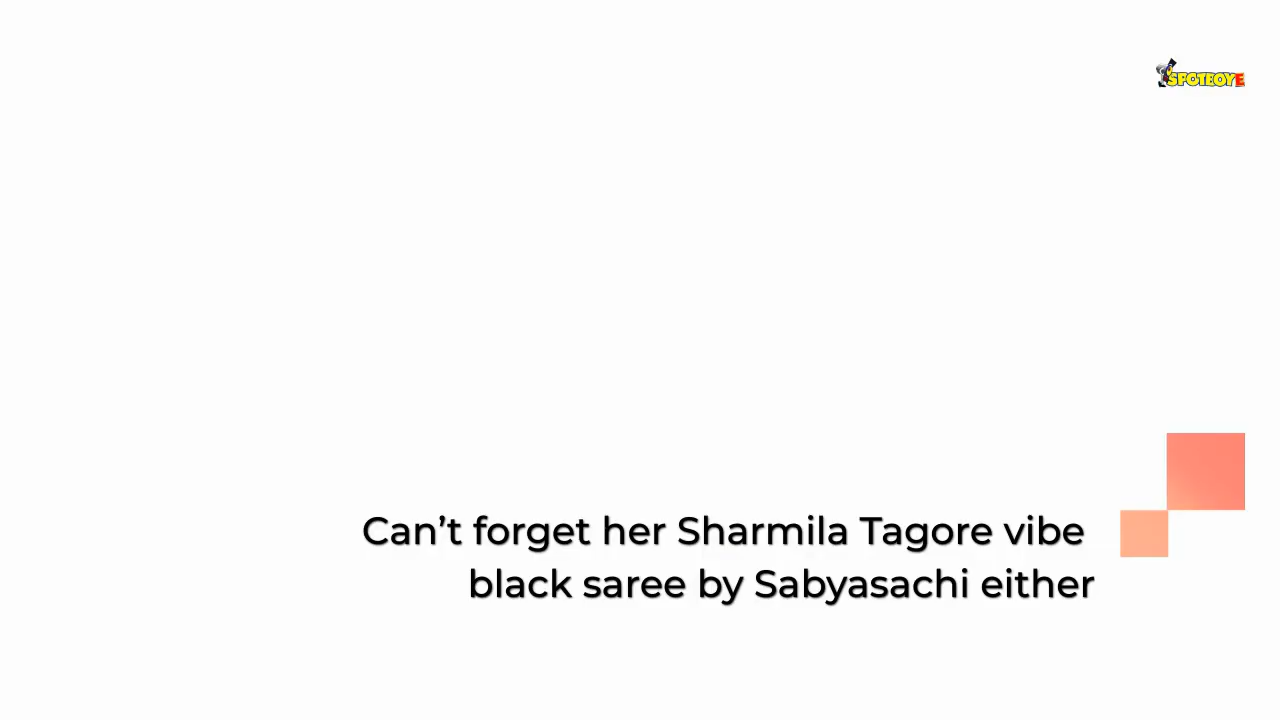 SPOTBOYE
Can’t forget her Sharmila Tagore vibe
black saree by Sabyasachi either